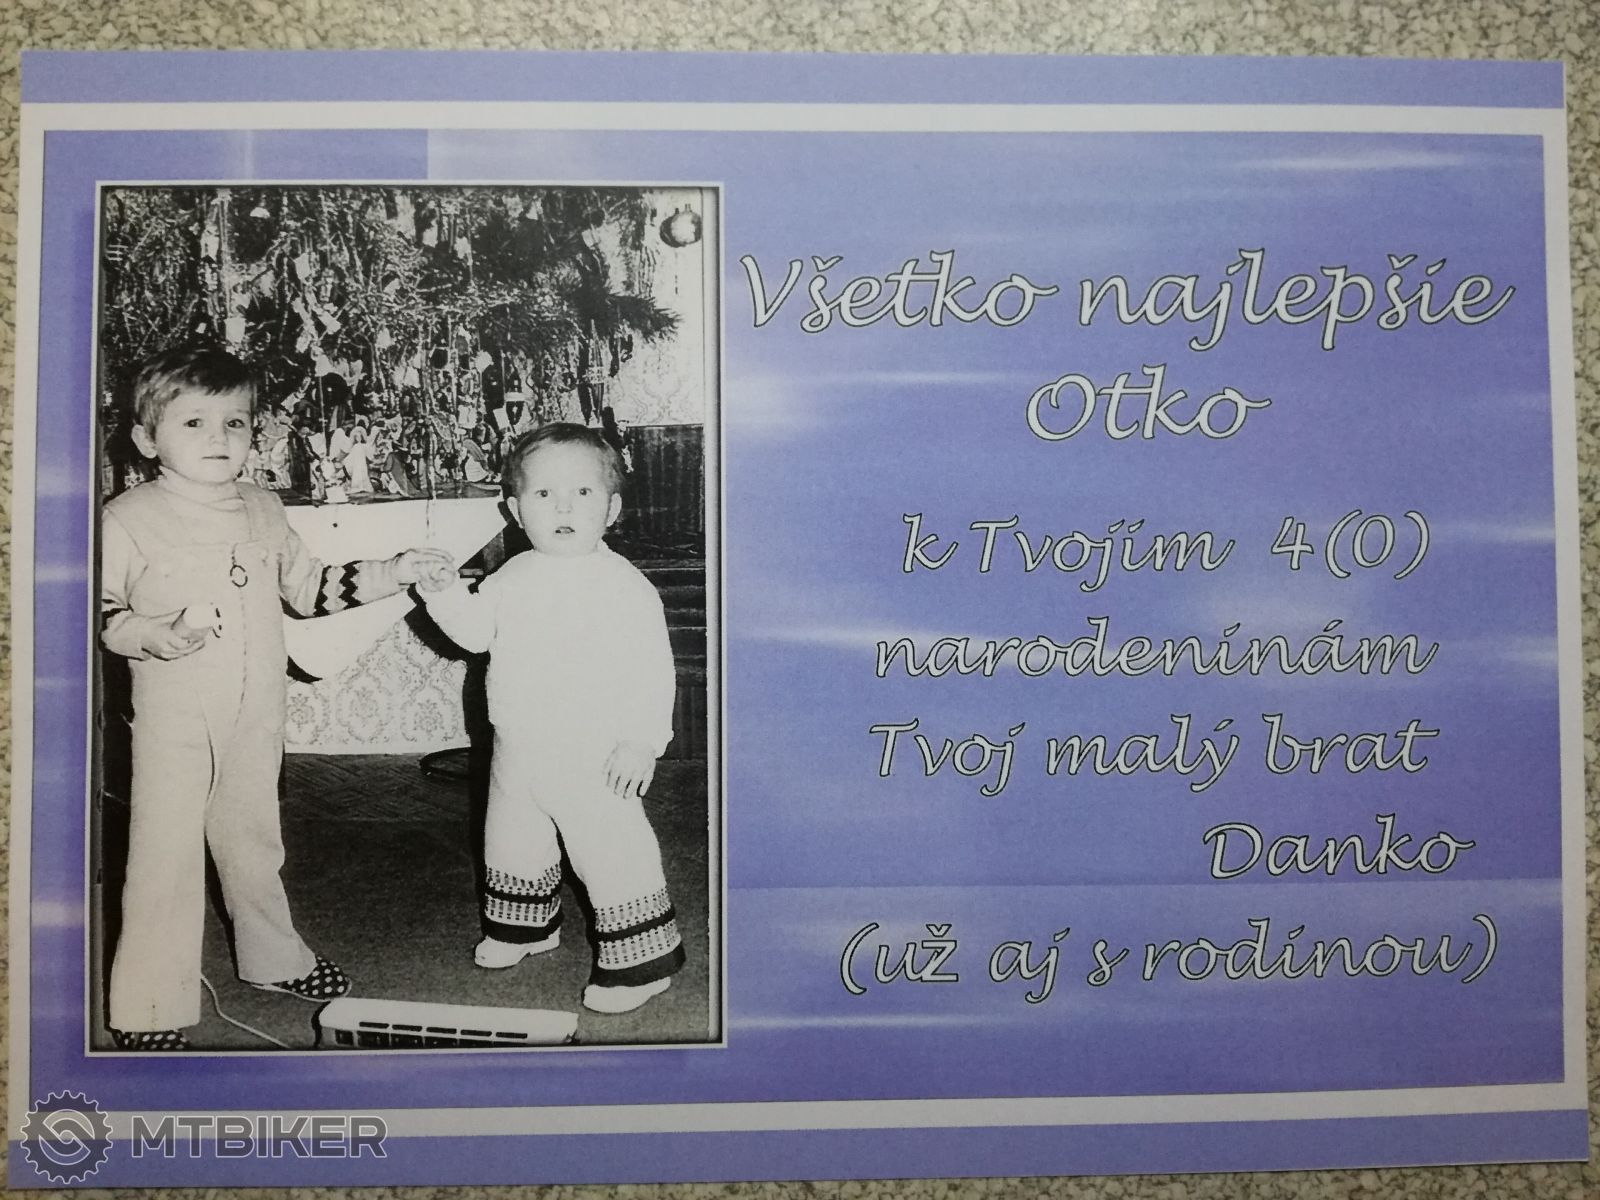 Všetko najlepšie
Otko
k Tvojim 4(0)
narodeninám
Tvoj malý brat
Danko
(už aj s rodinou)
MTBIKER